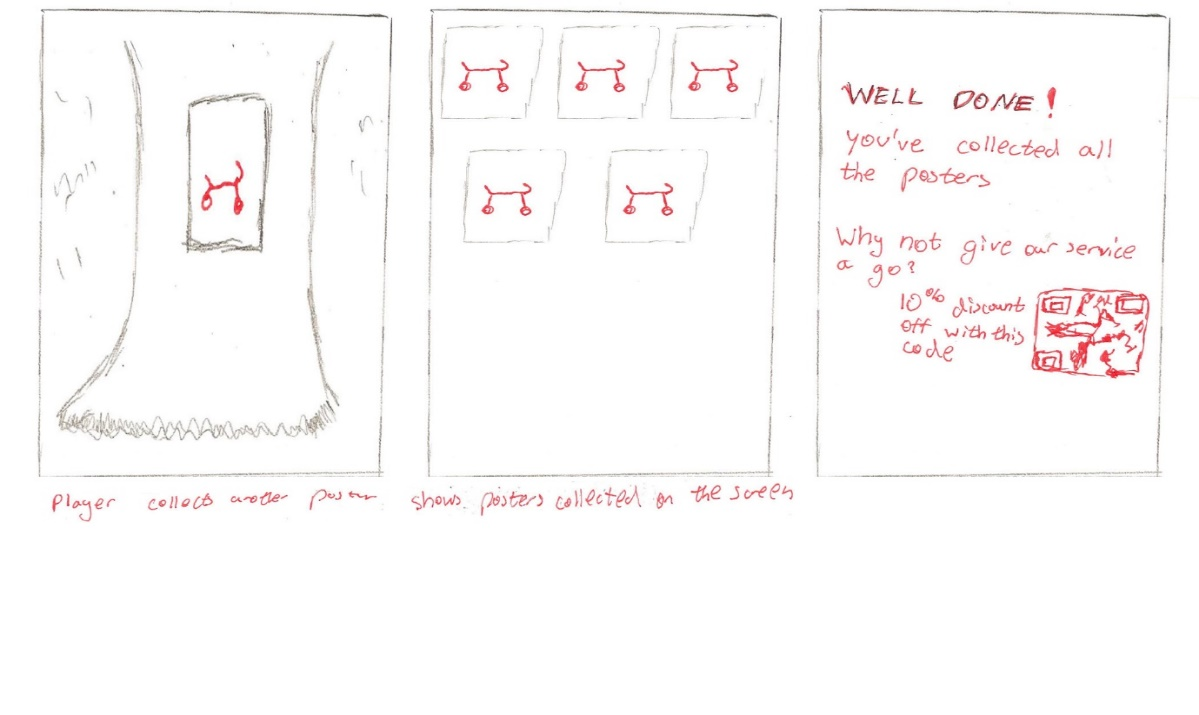 WELL DONE!
you've collected all
the posters
Why not give our service
a go?
10% discount
off with this
code
Player collects another poster
shows posters collected on the screen